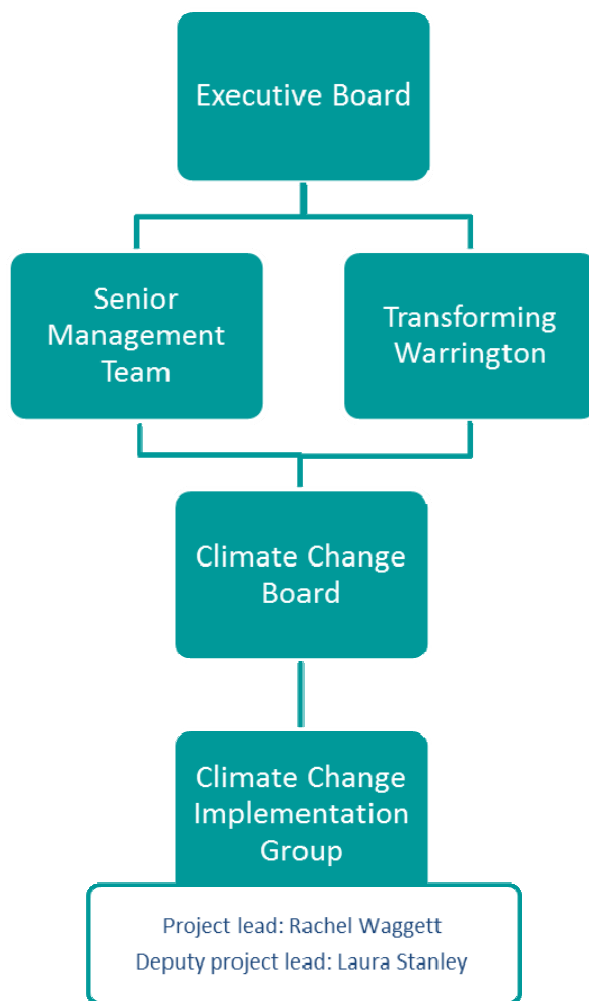 Executive Board
Senior
Management
Team
Transforming
Warrington
Climate Change
Board
Climate Change
Implementation
Group
Project lead: Rachel Waggett
Deputy project lead: Laura Stanley